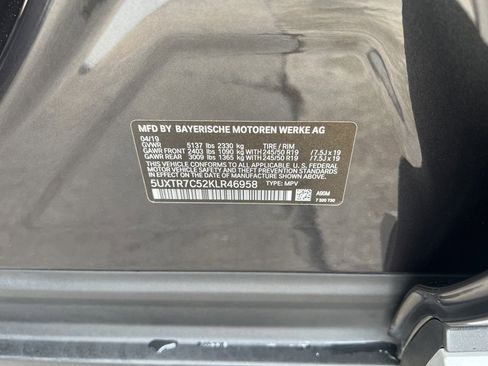 MFD BY BAYERISCHE MOTOREN WERKE AG
04/19
GVWR 5137 lbs 2330 kg TIRE / RIM
GAWR FRONT 2403 lbs 1090 kg WITH 245/50 R19 / 7.5J x 19
GAWR REAR 3009 lbs 1365 kg WITH 245/50 R19 / 7.5J x 19
THIS VEHICLE CONFORMS TO ALL APPLICABLE U. S. FEDERAL
MOTOR VEHICLE SAFETY STANDARDS IN EFFECT ON THE
DATE OF MANUFACTURE SHOWN ABOVE.
5UXTR7C52KLR46958 TYPE: MPV
A90M